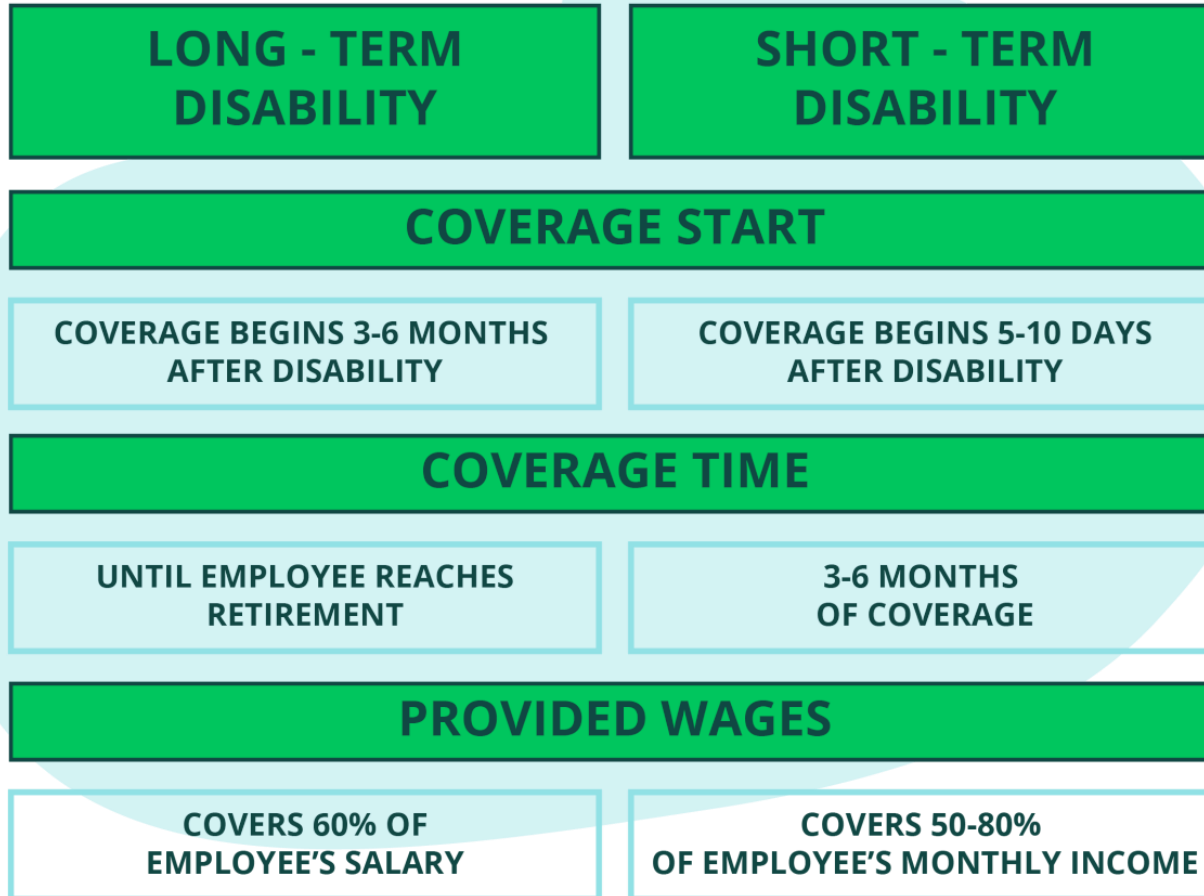 LONG - TERM
DISABILITY
SHORT - TERM
DISABILITY
COVERAGE START
COVERAGE BEGINS 3-6 MONTHS
AFTER DISABILITY
COVERAGE BEGINS 5-10 DAYS
AFTER DISABILITY
COVERAGE TIME
UNTIL EMPLOYEE REACHES
RETIREMENT
3-6 MONTHS
OF COVERAGE
PROVIDED WAGES
COVERS 60% OF
EMPLOYEE’S SALARY
COVERS 50-80%
OF EMPLOYEE’S MONTHLY INCOME